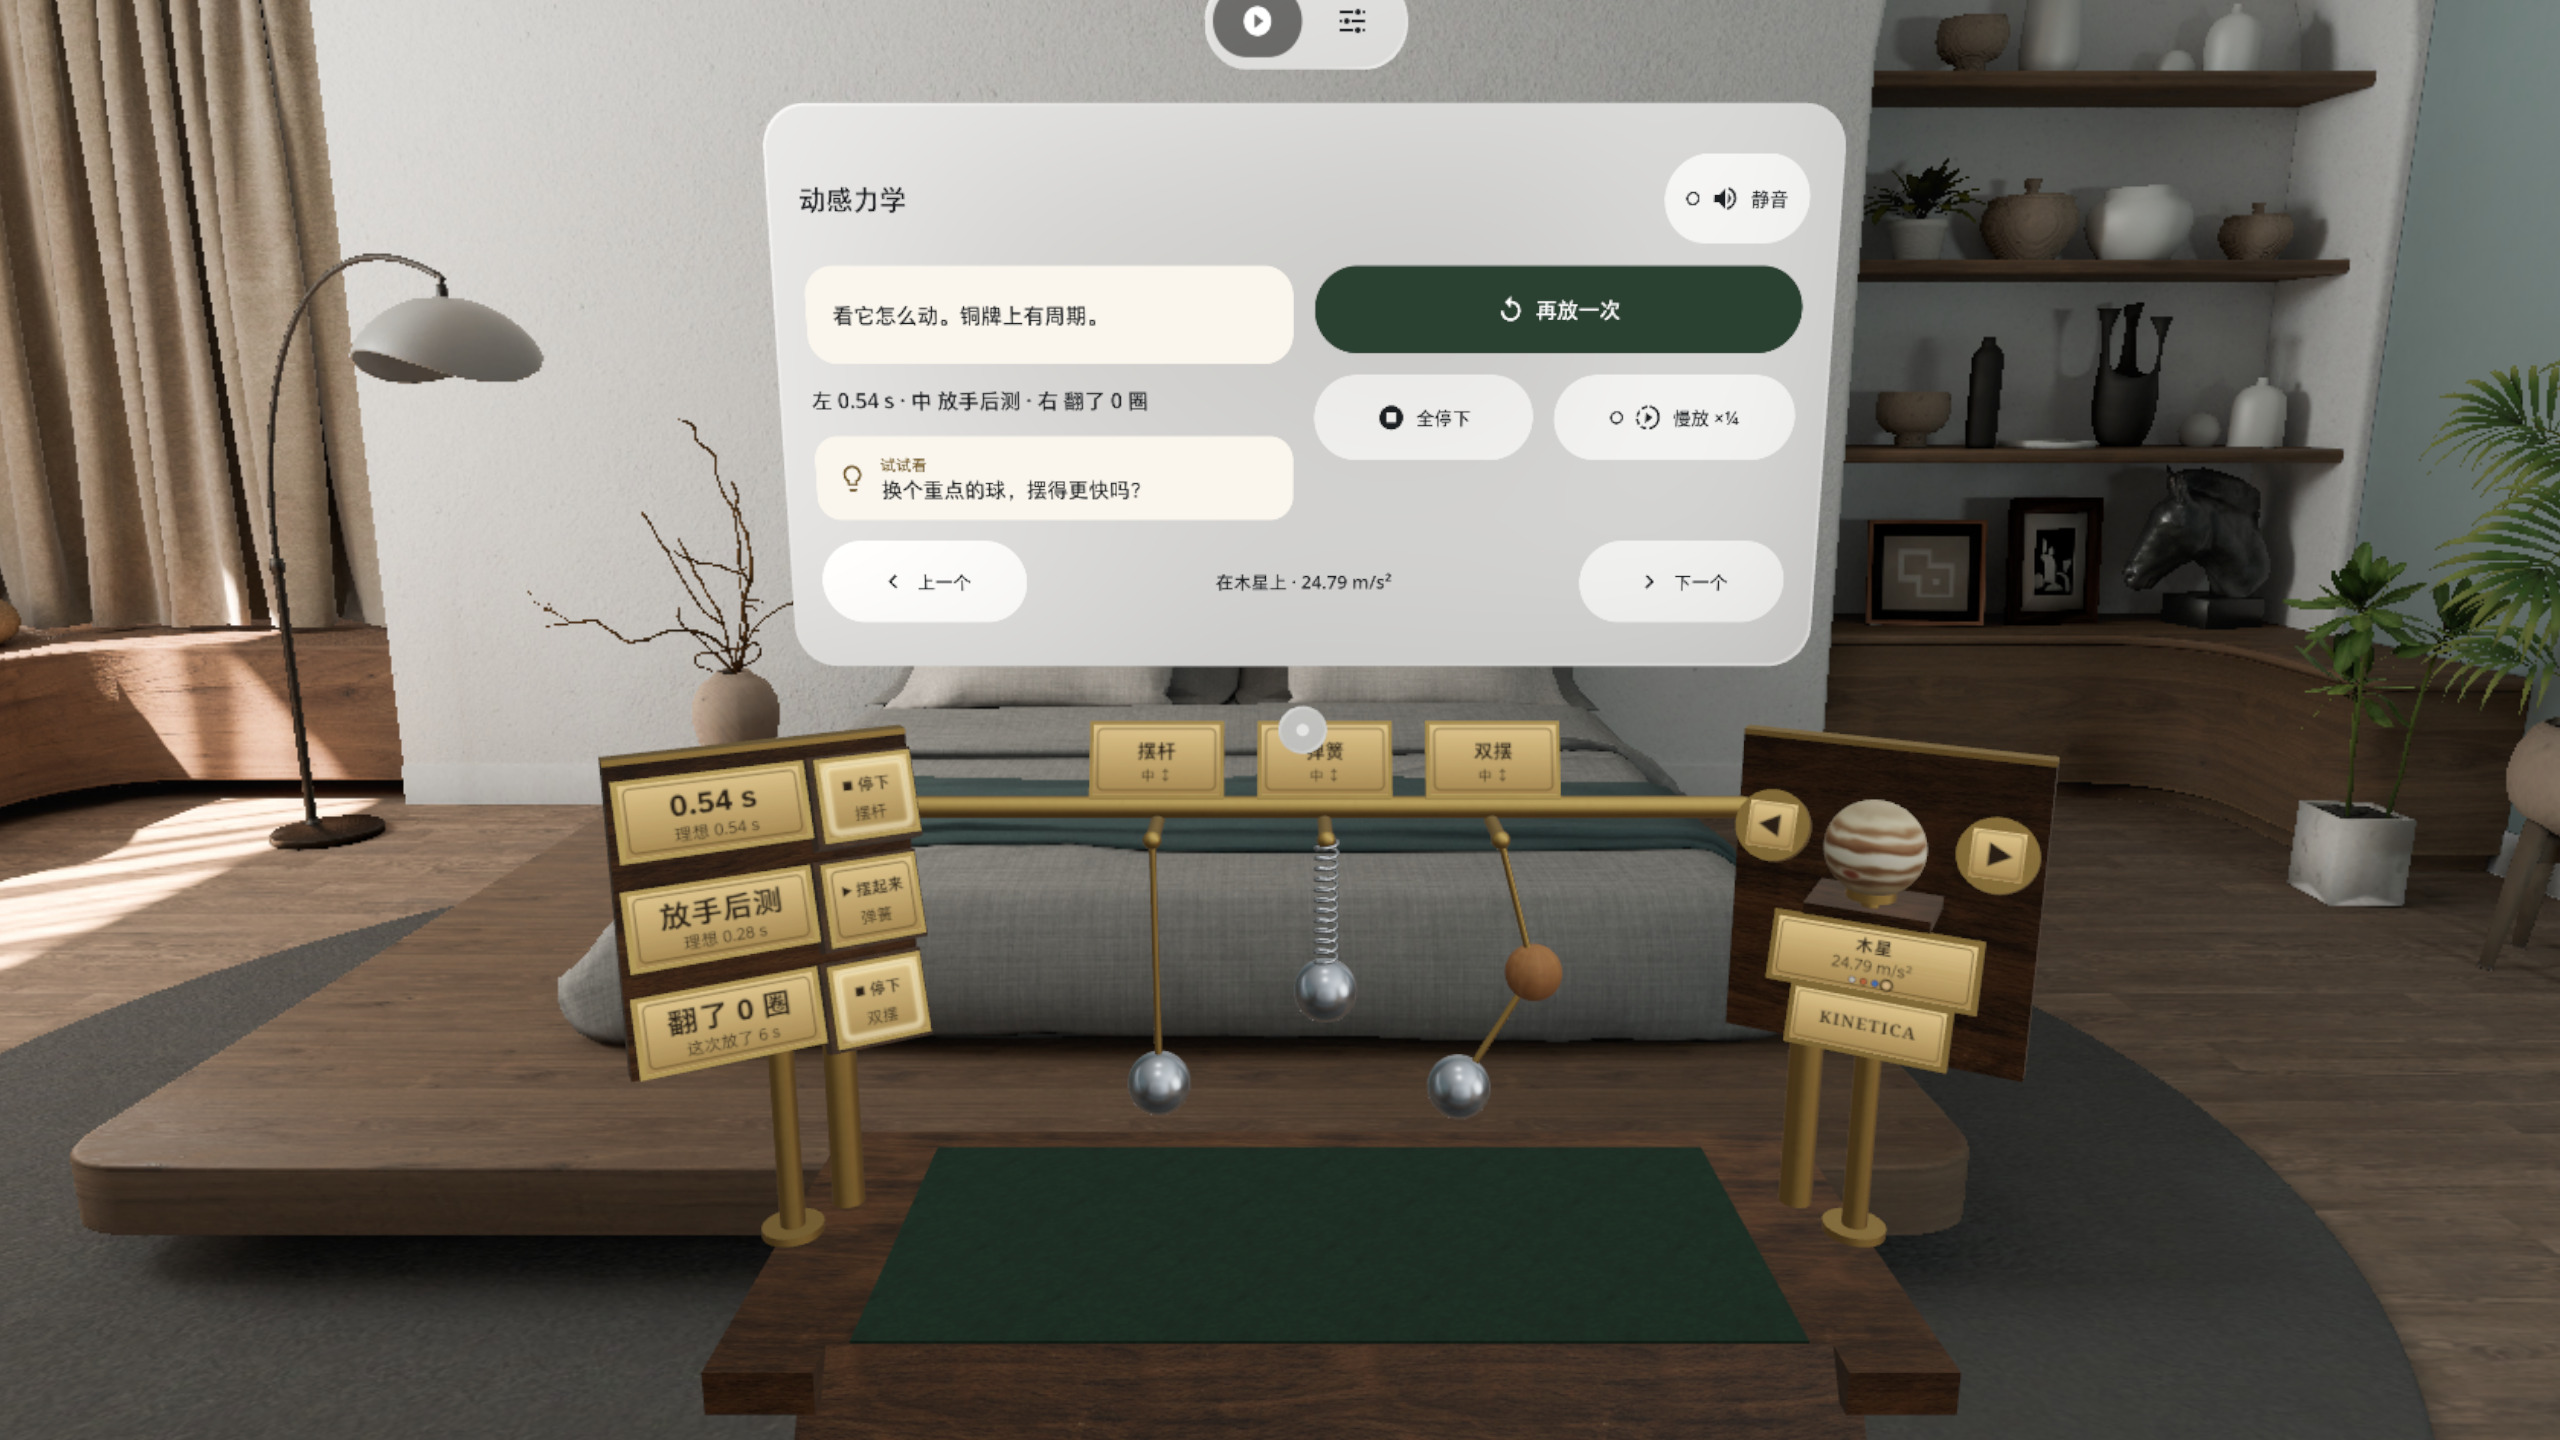 动感力学
静音
看它怎么动。铜牌上有周期。
再放一次
左 0.54 s · 中 放手后测 · 右 翻了 0 圈
全停下
慢放 ×¼
试试看
换个重点的球，摆得更快吗？
上一个
在木星上 · 24.79 m/s²
下一个
摆杆
中 ↕
弹簧
中 ↕
双摆
中 ↕
0.54 s
理想 0.54 s
■ 停下
摆杆
放手后测
理想 0.28 s
▶ 摆起来
弹簧
翻了 0 圈
这次放了 6 s
■ 停下
双摆
木星
24.79 m/s²
KINETICA